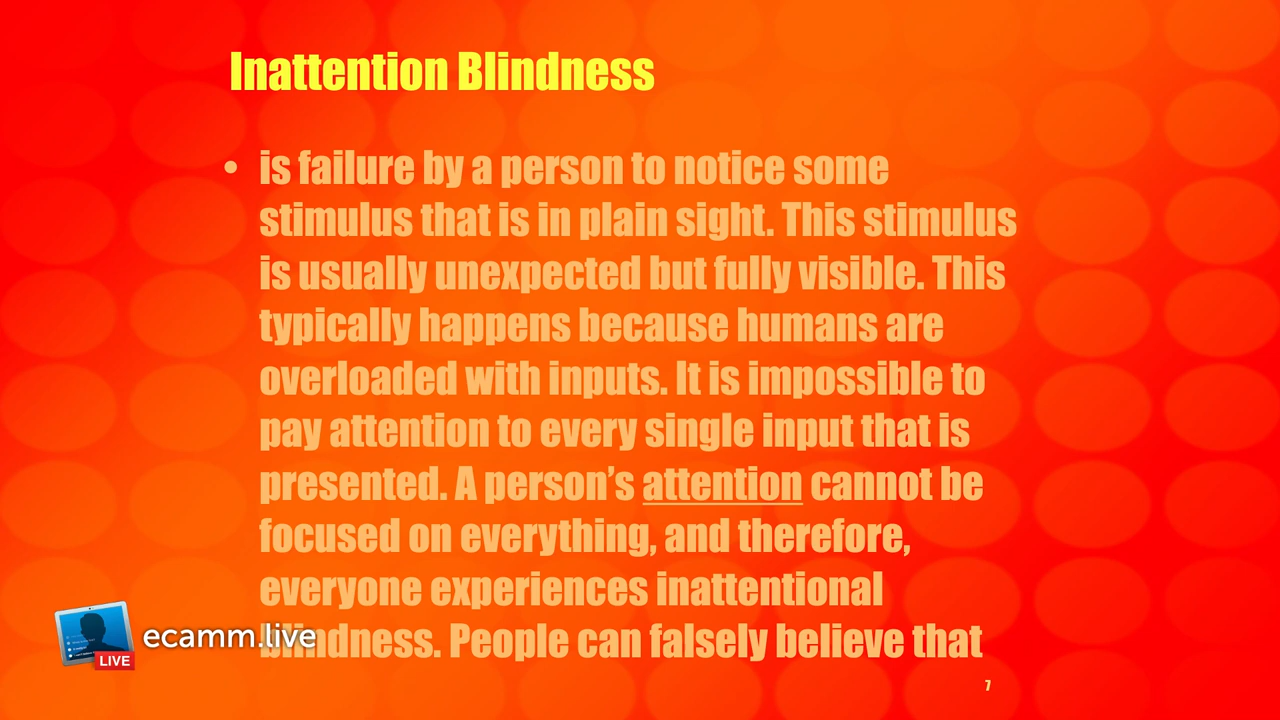 Inattention Blindness
• is failure by a person to notice some
stimulus that is in plain sight. This stimulus
is usually unexpected but fully visible. This
typically happens because humans are
overloaded with inputs. It is impossible to
pay attention to every single input that is
presented. A person’s attention cannot be
focused on everything, and therefore,
everyone experiences inattentional
blindness. People can falsely believe that
ecamm.live
LIVE
7